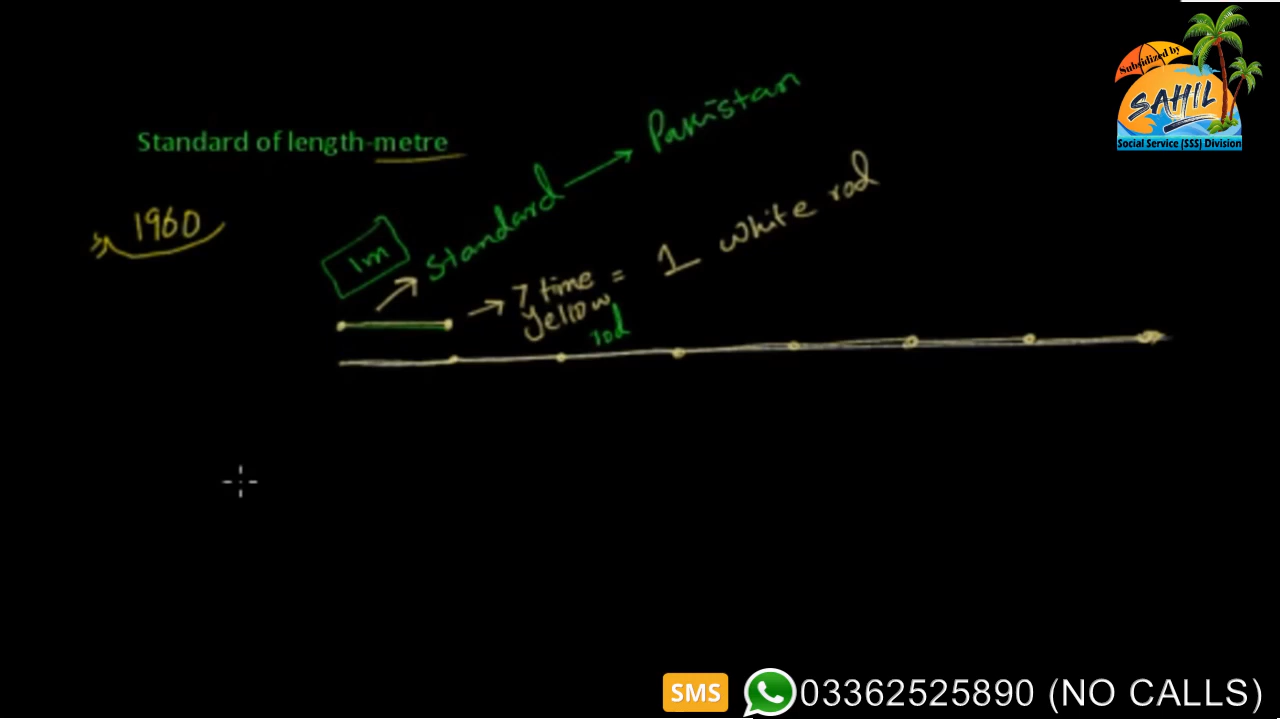 Subsidized by
SAHIL
Social Service (SSS) Division
Standard of length-metre
1960
1m
Standard → Pakistan
→ 7 time = 1 white rod
yellow
rod
SMS 03362525890 (NO CALLS)